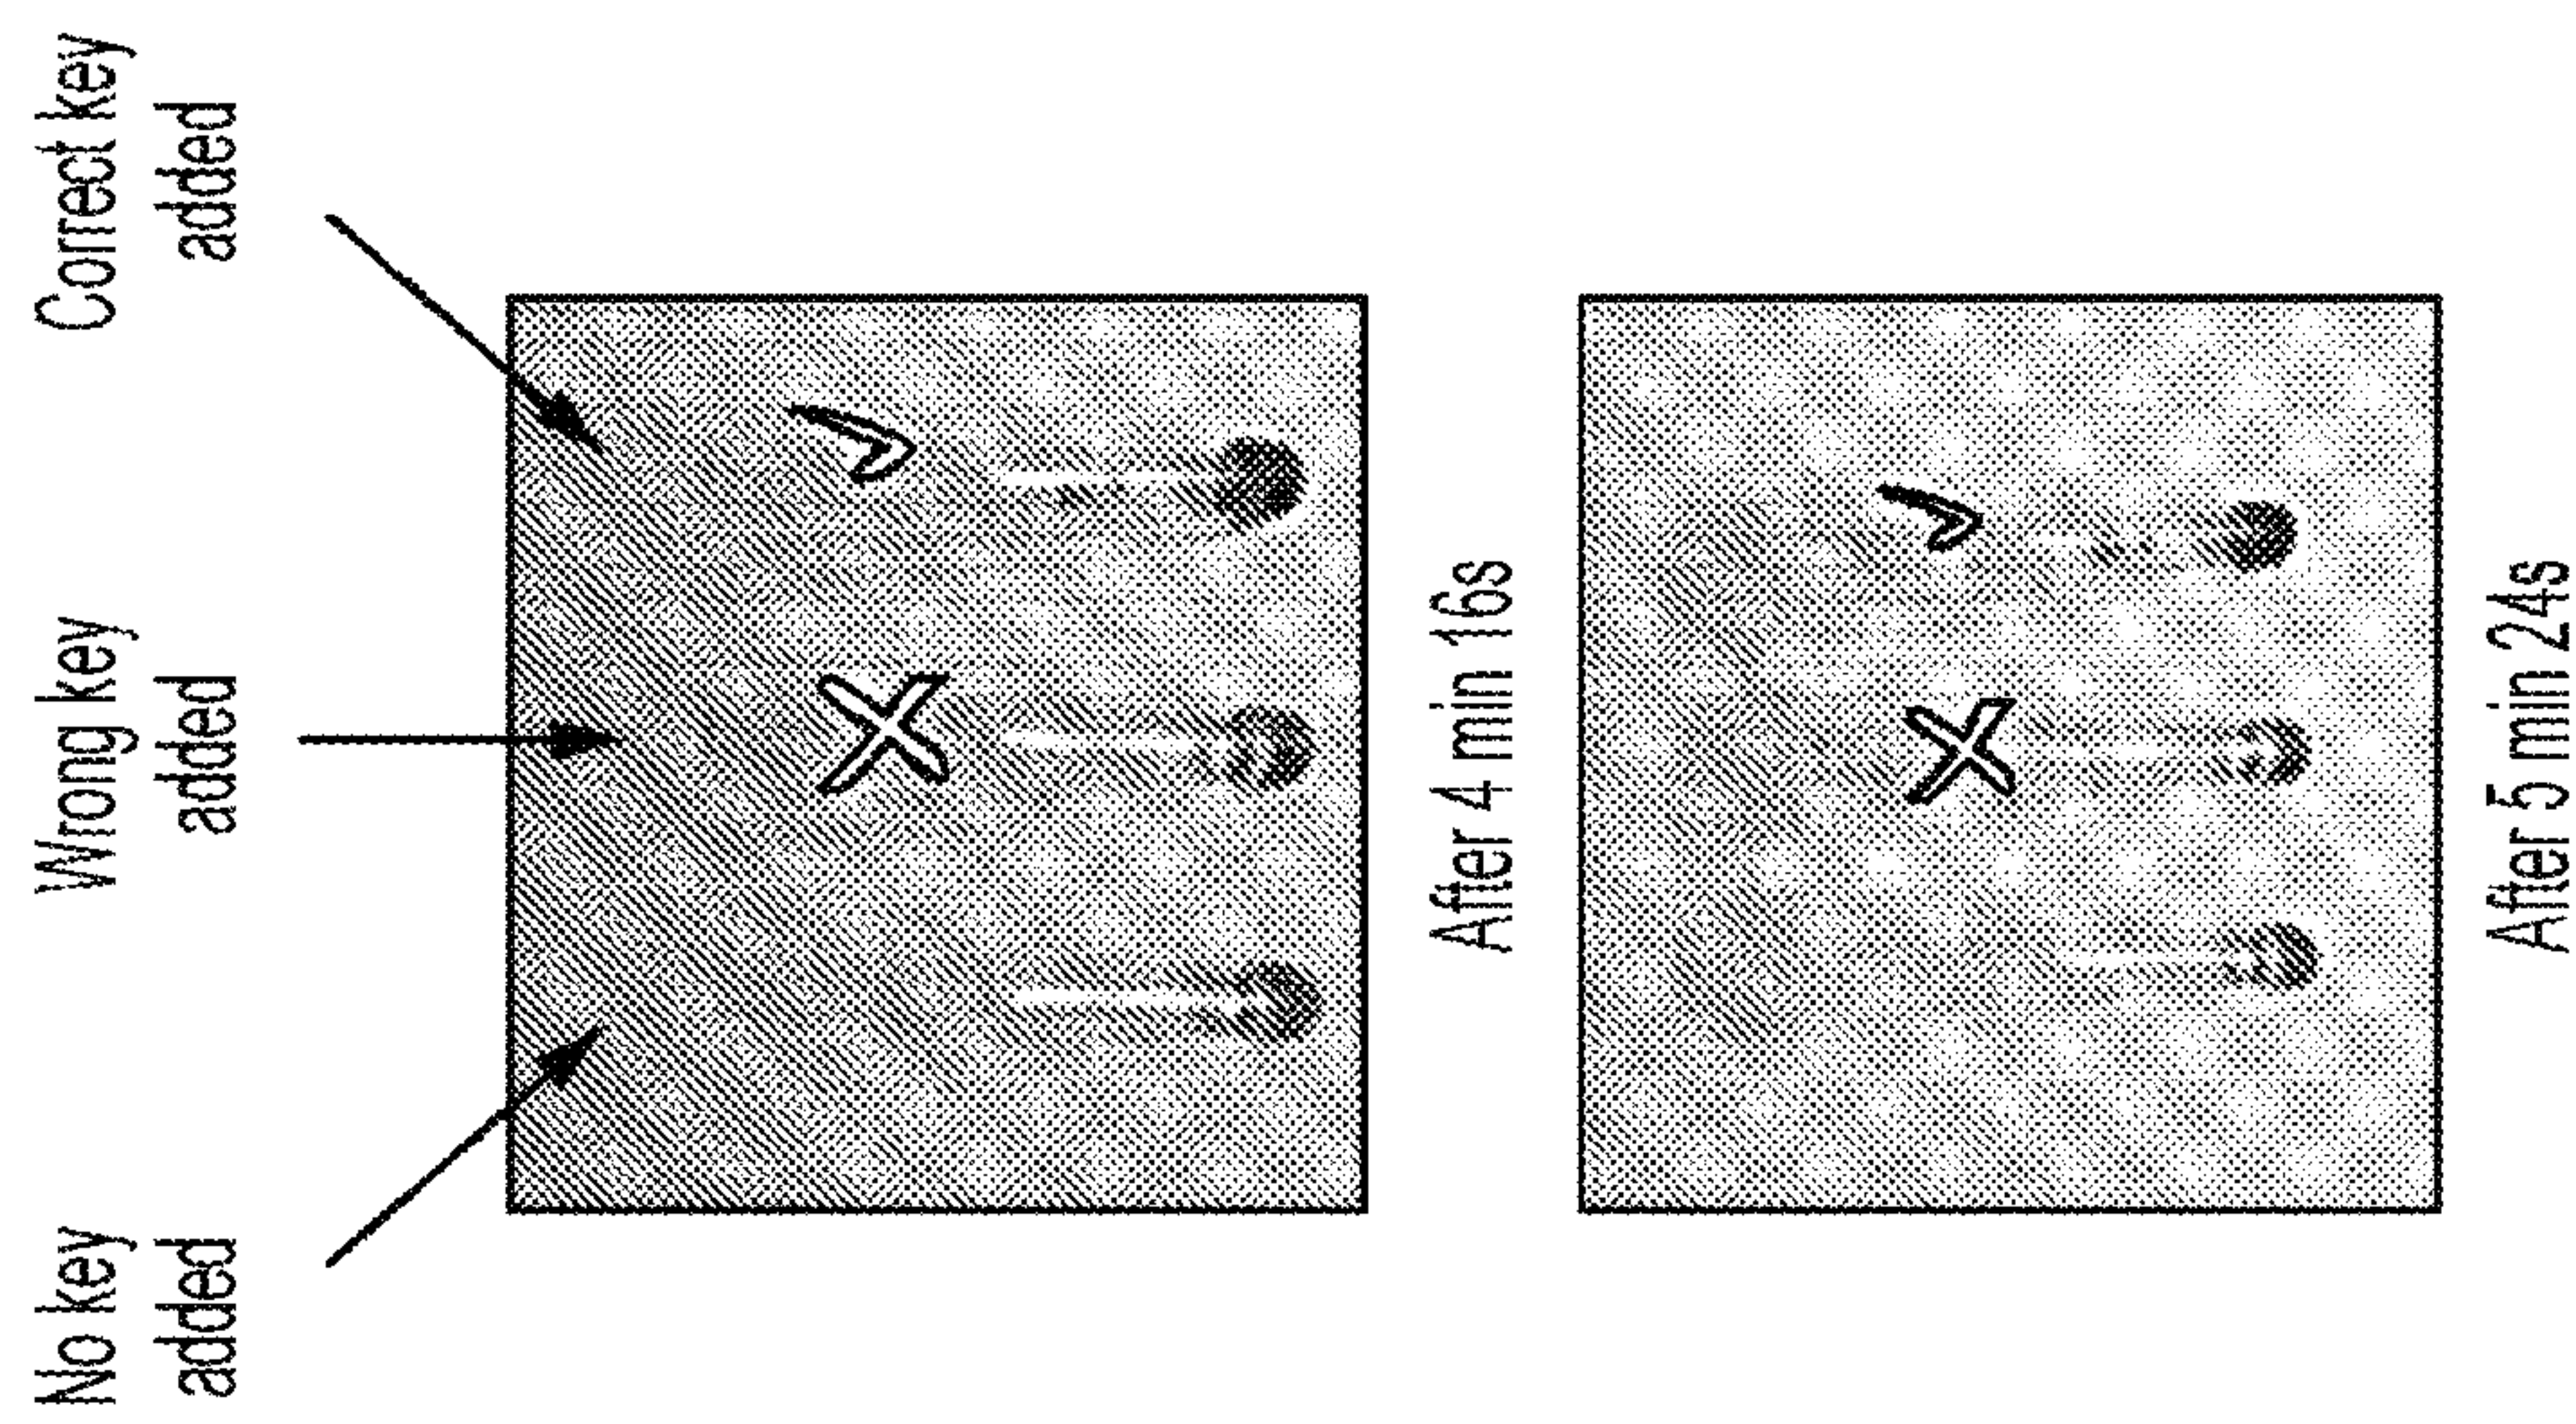 No key
added
Wrong key
added
Correct key
added
After 4 min 16s
After 5 min 24s